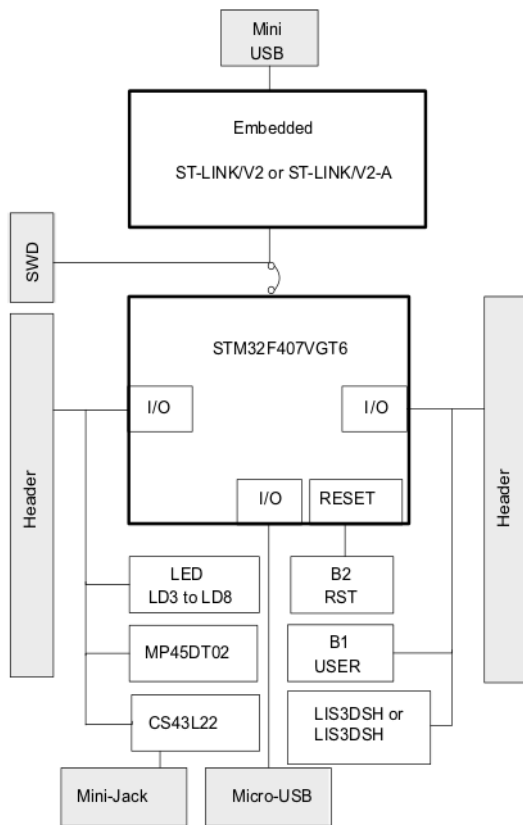 Mini
USB
Embedded
ST-LINK/V2 or ST-LINK/V2-A
SWD
STM32F407VGT6
I/O
I/O
Header
Header
I/O
RESET
LED
LD3 to LD8
B2
RST
MP45DT02
B1
USER
CS43L22
LIS3DSH or
LIS3DSH
Mini-Jack
Micro-USB